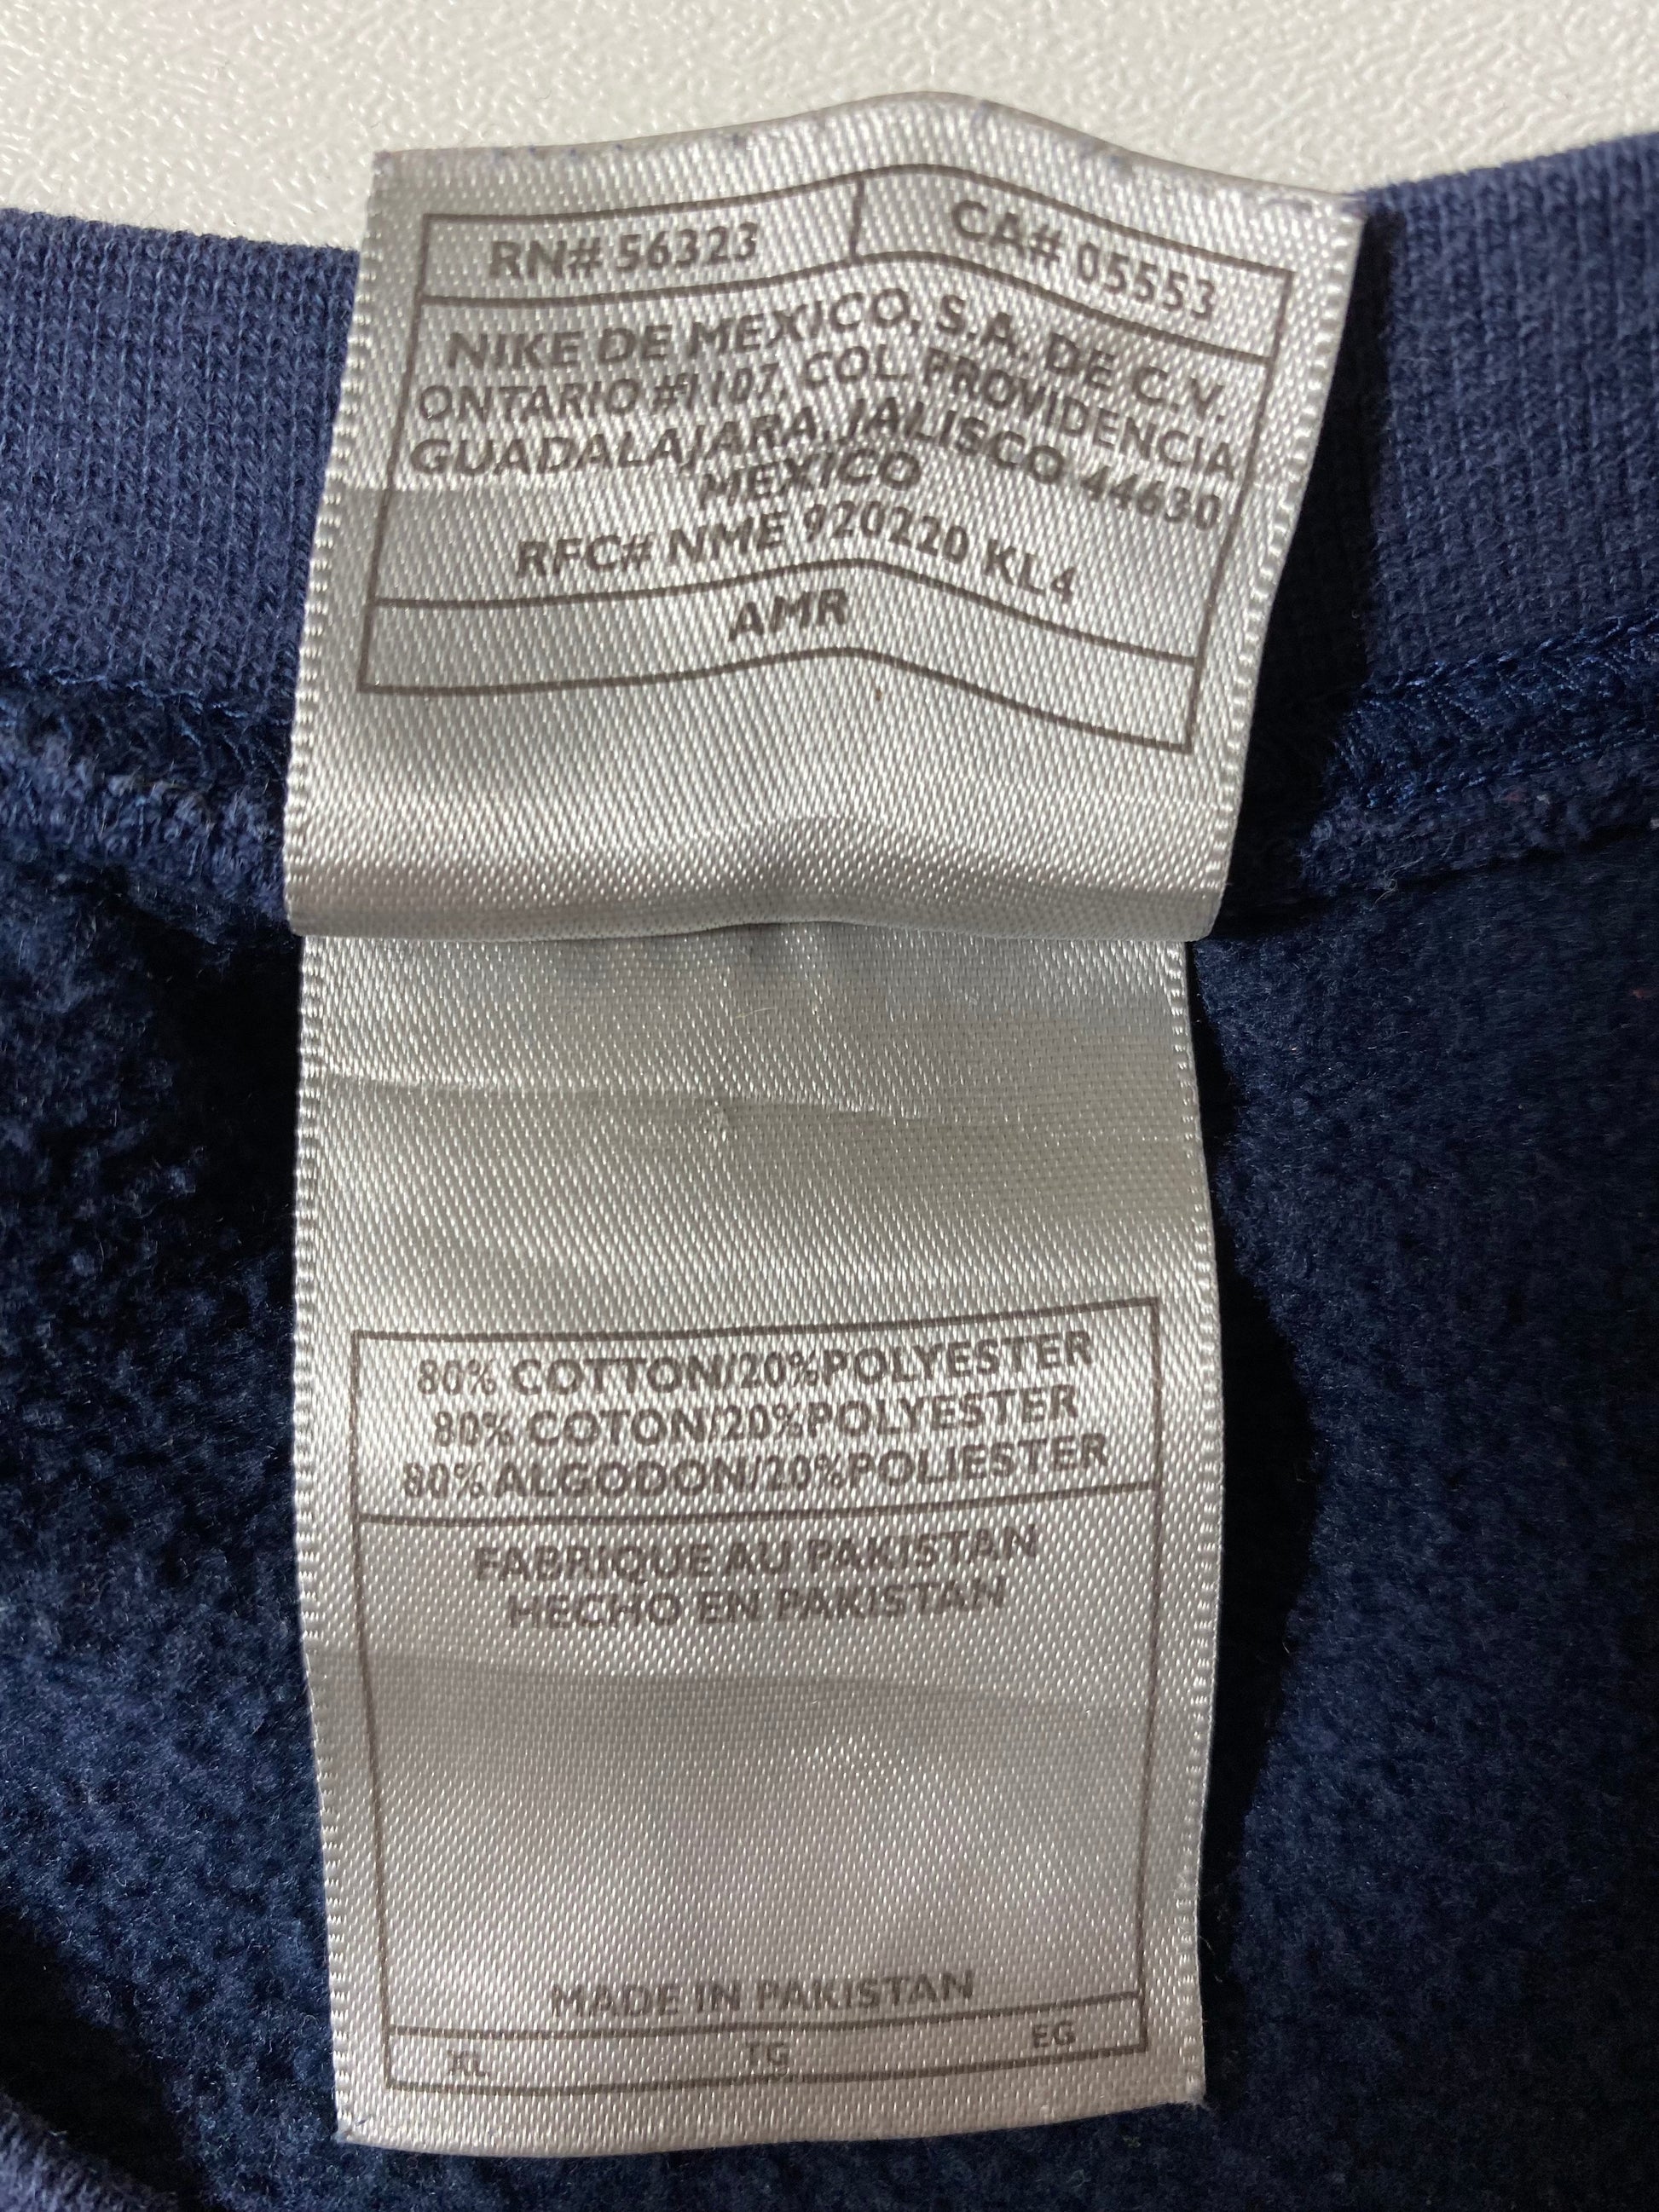 RN# 56323 CA# 05553
NIKE DE MEXICO, S.A. DE C.V.
ONTARIO #1107, COL. PROVIDENCIA
GUADALAJARA, JALISCO 44630
MEXICO
RFC# NME 920220 KL4
AMR
80% COTTON/20%POLYESTER
80% COTON/20%POLYESTER
80% ALGODON/20%POLIESTER
FABRIQUE AU PAKISTAN
HECHO EN PAKISTAN
MADE IN PAKISTAN
XL TG EG